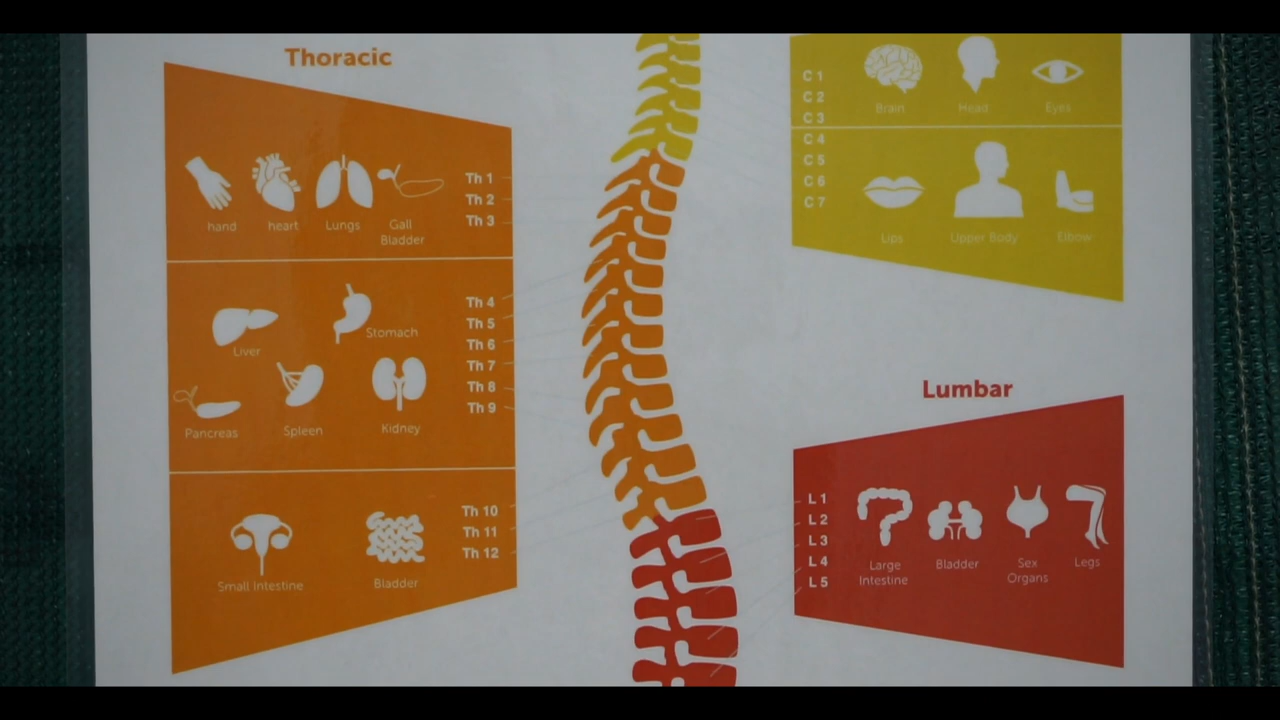 Thoracic
hand heart Lungs Gall Bladder
Th 1
Th 2
Th 3
Liver
Stomach
Pancreas Spleen Kidney
Th 4
Th 5
Th 6
Th 7
Th 8
Th 9
Small Intestine Bladder
Th 10
Th 11
Th 12
C 1
C 2
C 3
C 4
C 5
C 6
C 7
Brain Head Eyes
Lips Upper Body Elbow
Lumbar
L 1
L 2
L 3
L 4
L 5
Large Intestine Bladder Sex Organs Legs